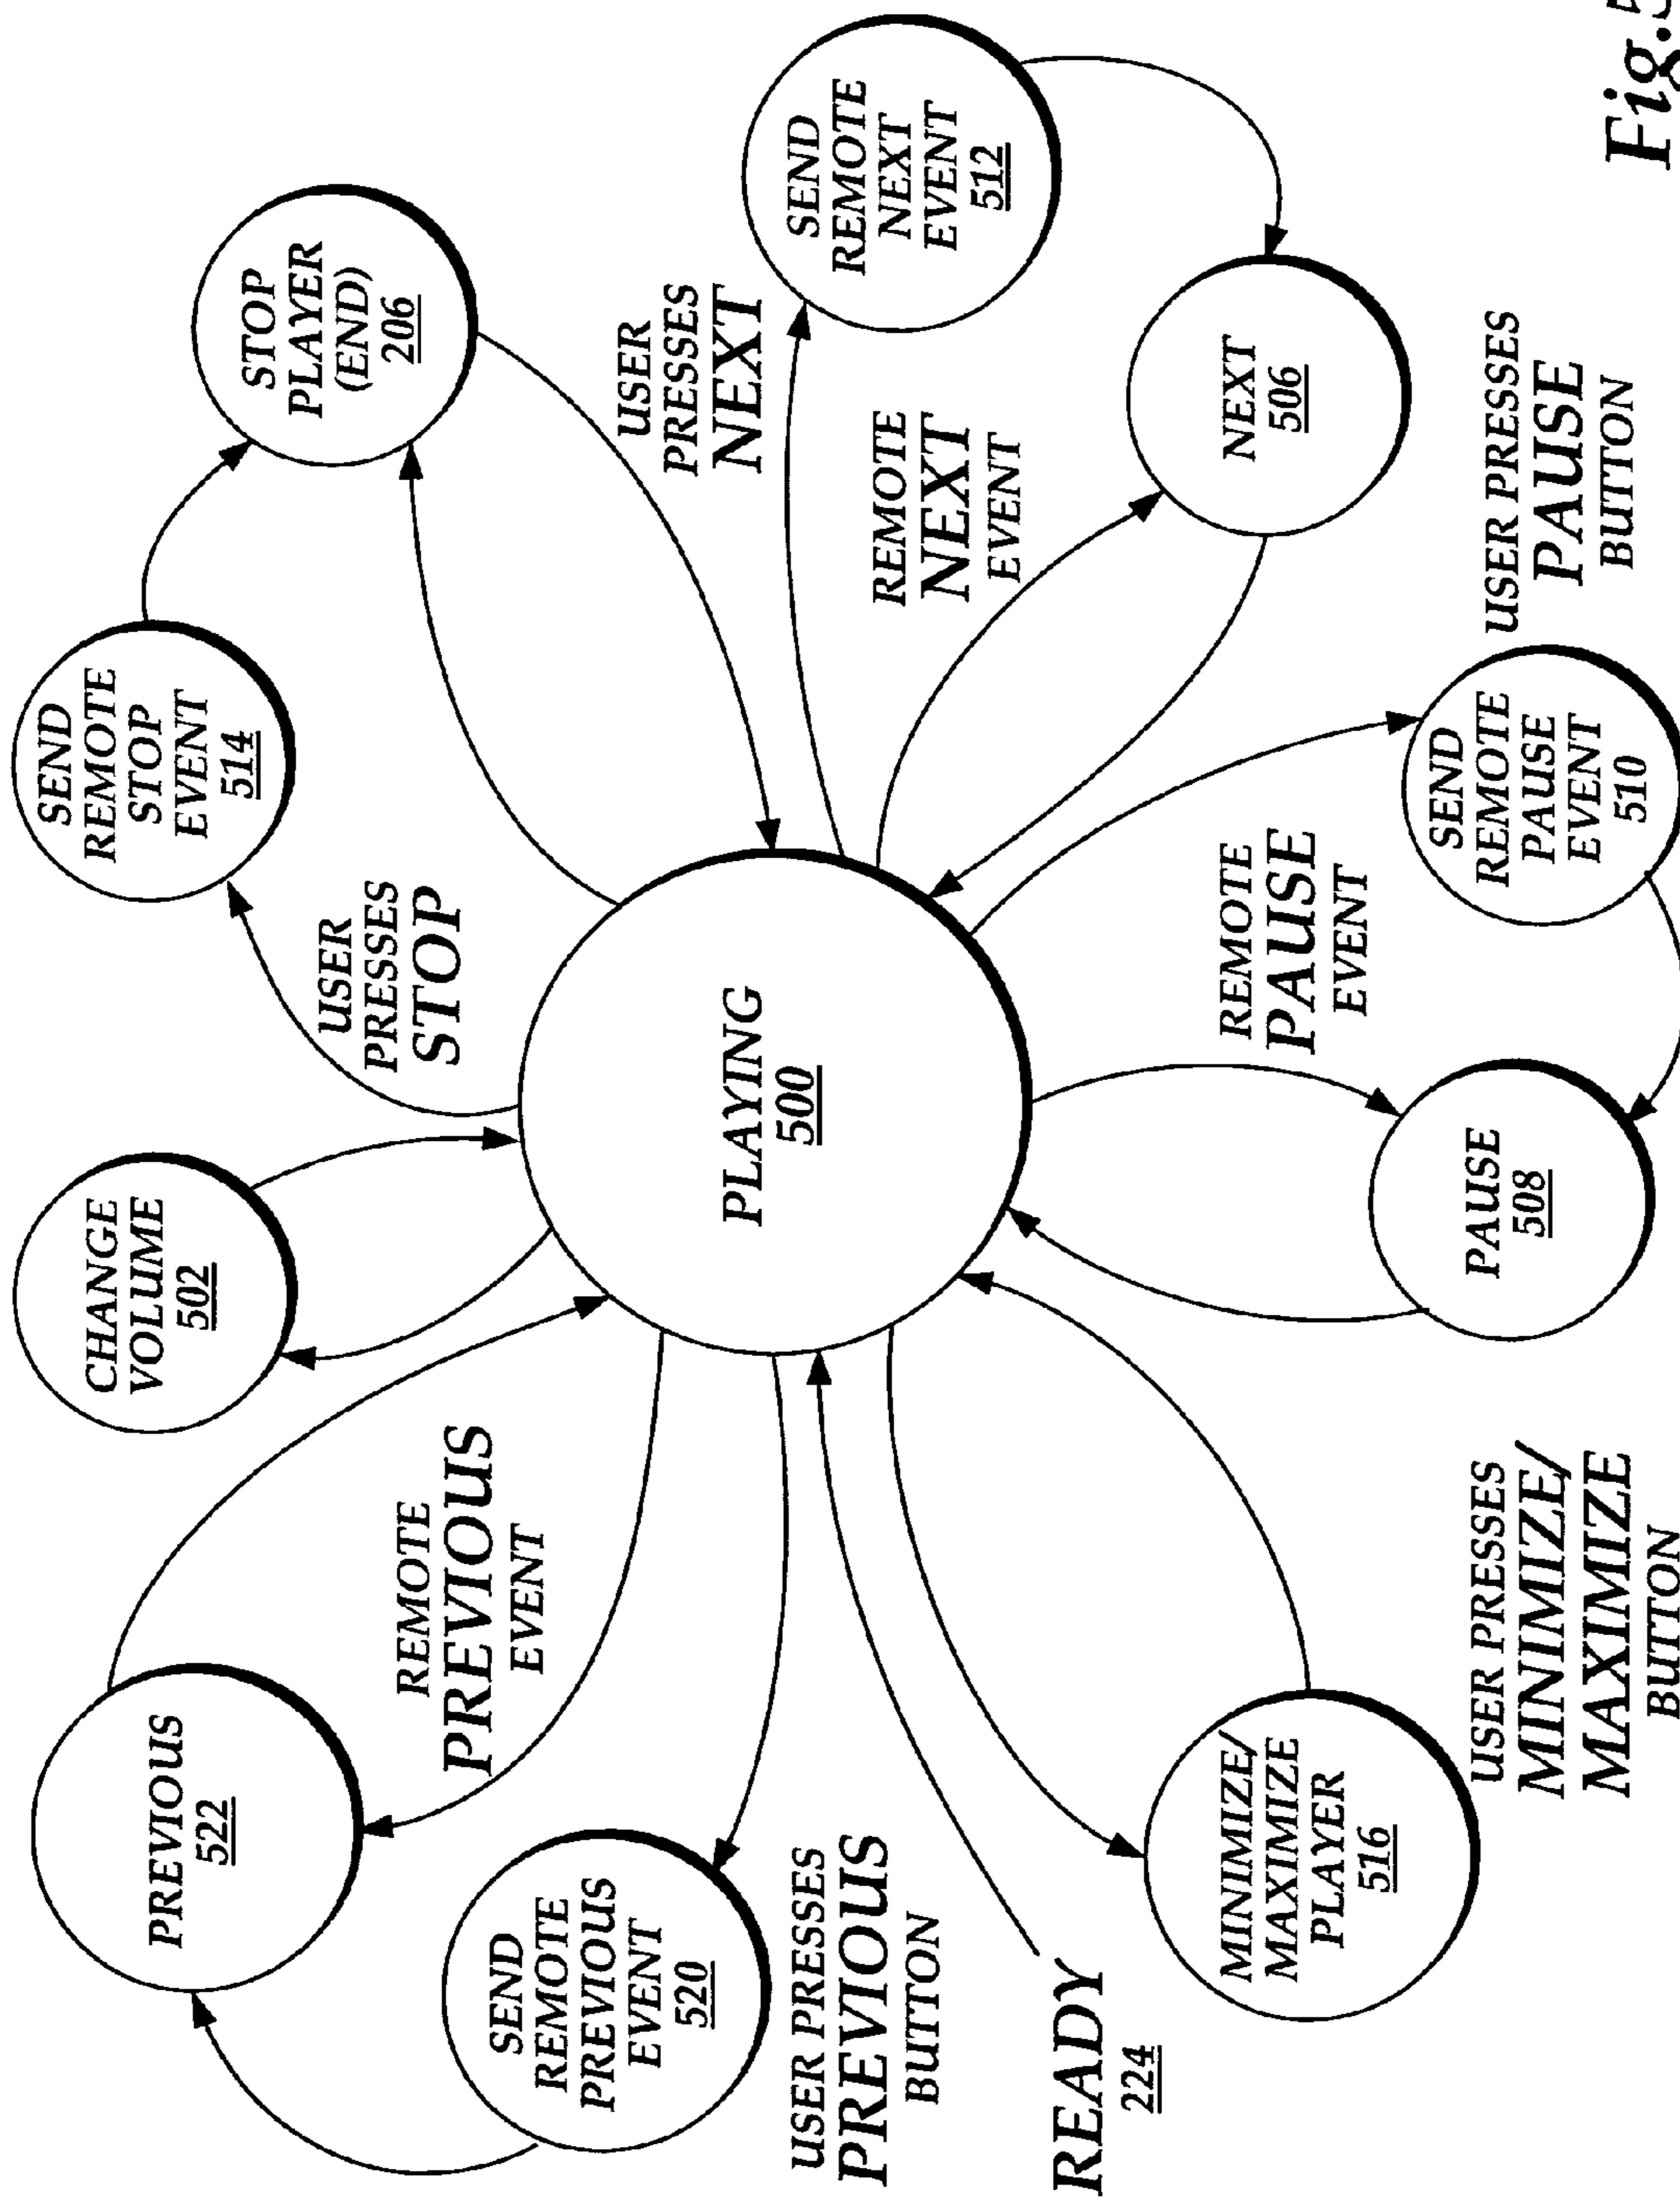 PREVIOUS
522
CHANGE
VOLUME
502
SEND
REMOTE
STOP
EVENT
514
STOP
PLAYER
(END)
206
USER
PRESSES
STOP
REMOTE
PREVIOUS
EVENT
SEND
REMOTE
PREVIOUS
EVENT
520
USER PRESSES
PREVIOUS
BUTTON
PLAYING
500
USER
PRESSES
NEXT
SEND
REMOTE
NEXT
EVENT
512
REMOTE
NEXT
EVENT
READY
224
MINIMIZE/
MAXIMIZE
PLAYER
516
REMOTE
PAUSE
EVENT
NEXT
506
USER PRESSES
MINIMIZE/
MAXIMIZE
BUTTON
PAUSE
508
SEND
REMOTE
PAUSE
EVENT
510
USER PRESSES
PAUSE
BUTTON
Fig.5